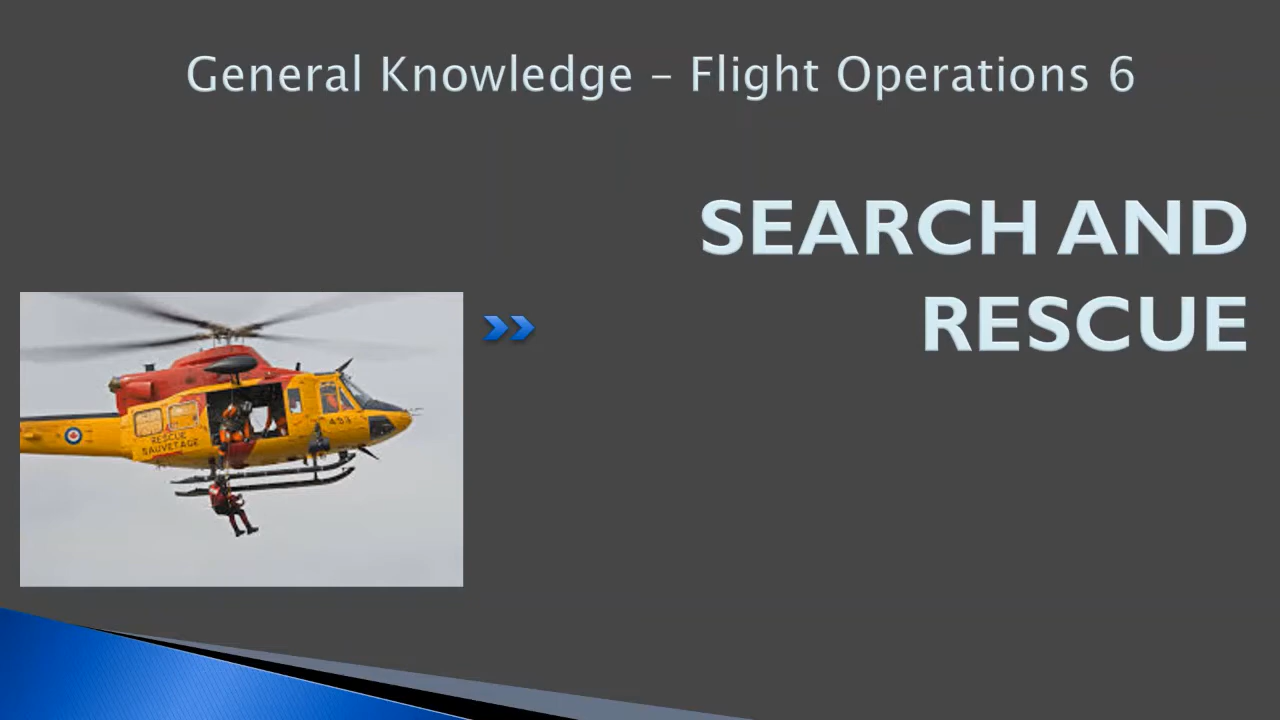 General Knowledge – Flight Operations 6
SEARCH AND
RESCUE
RESCUE
SAUVETAGE